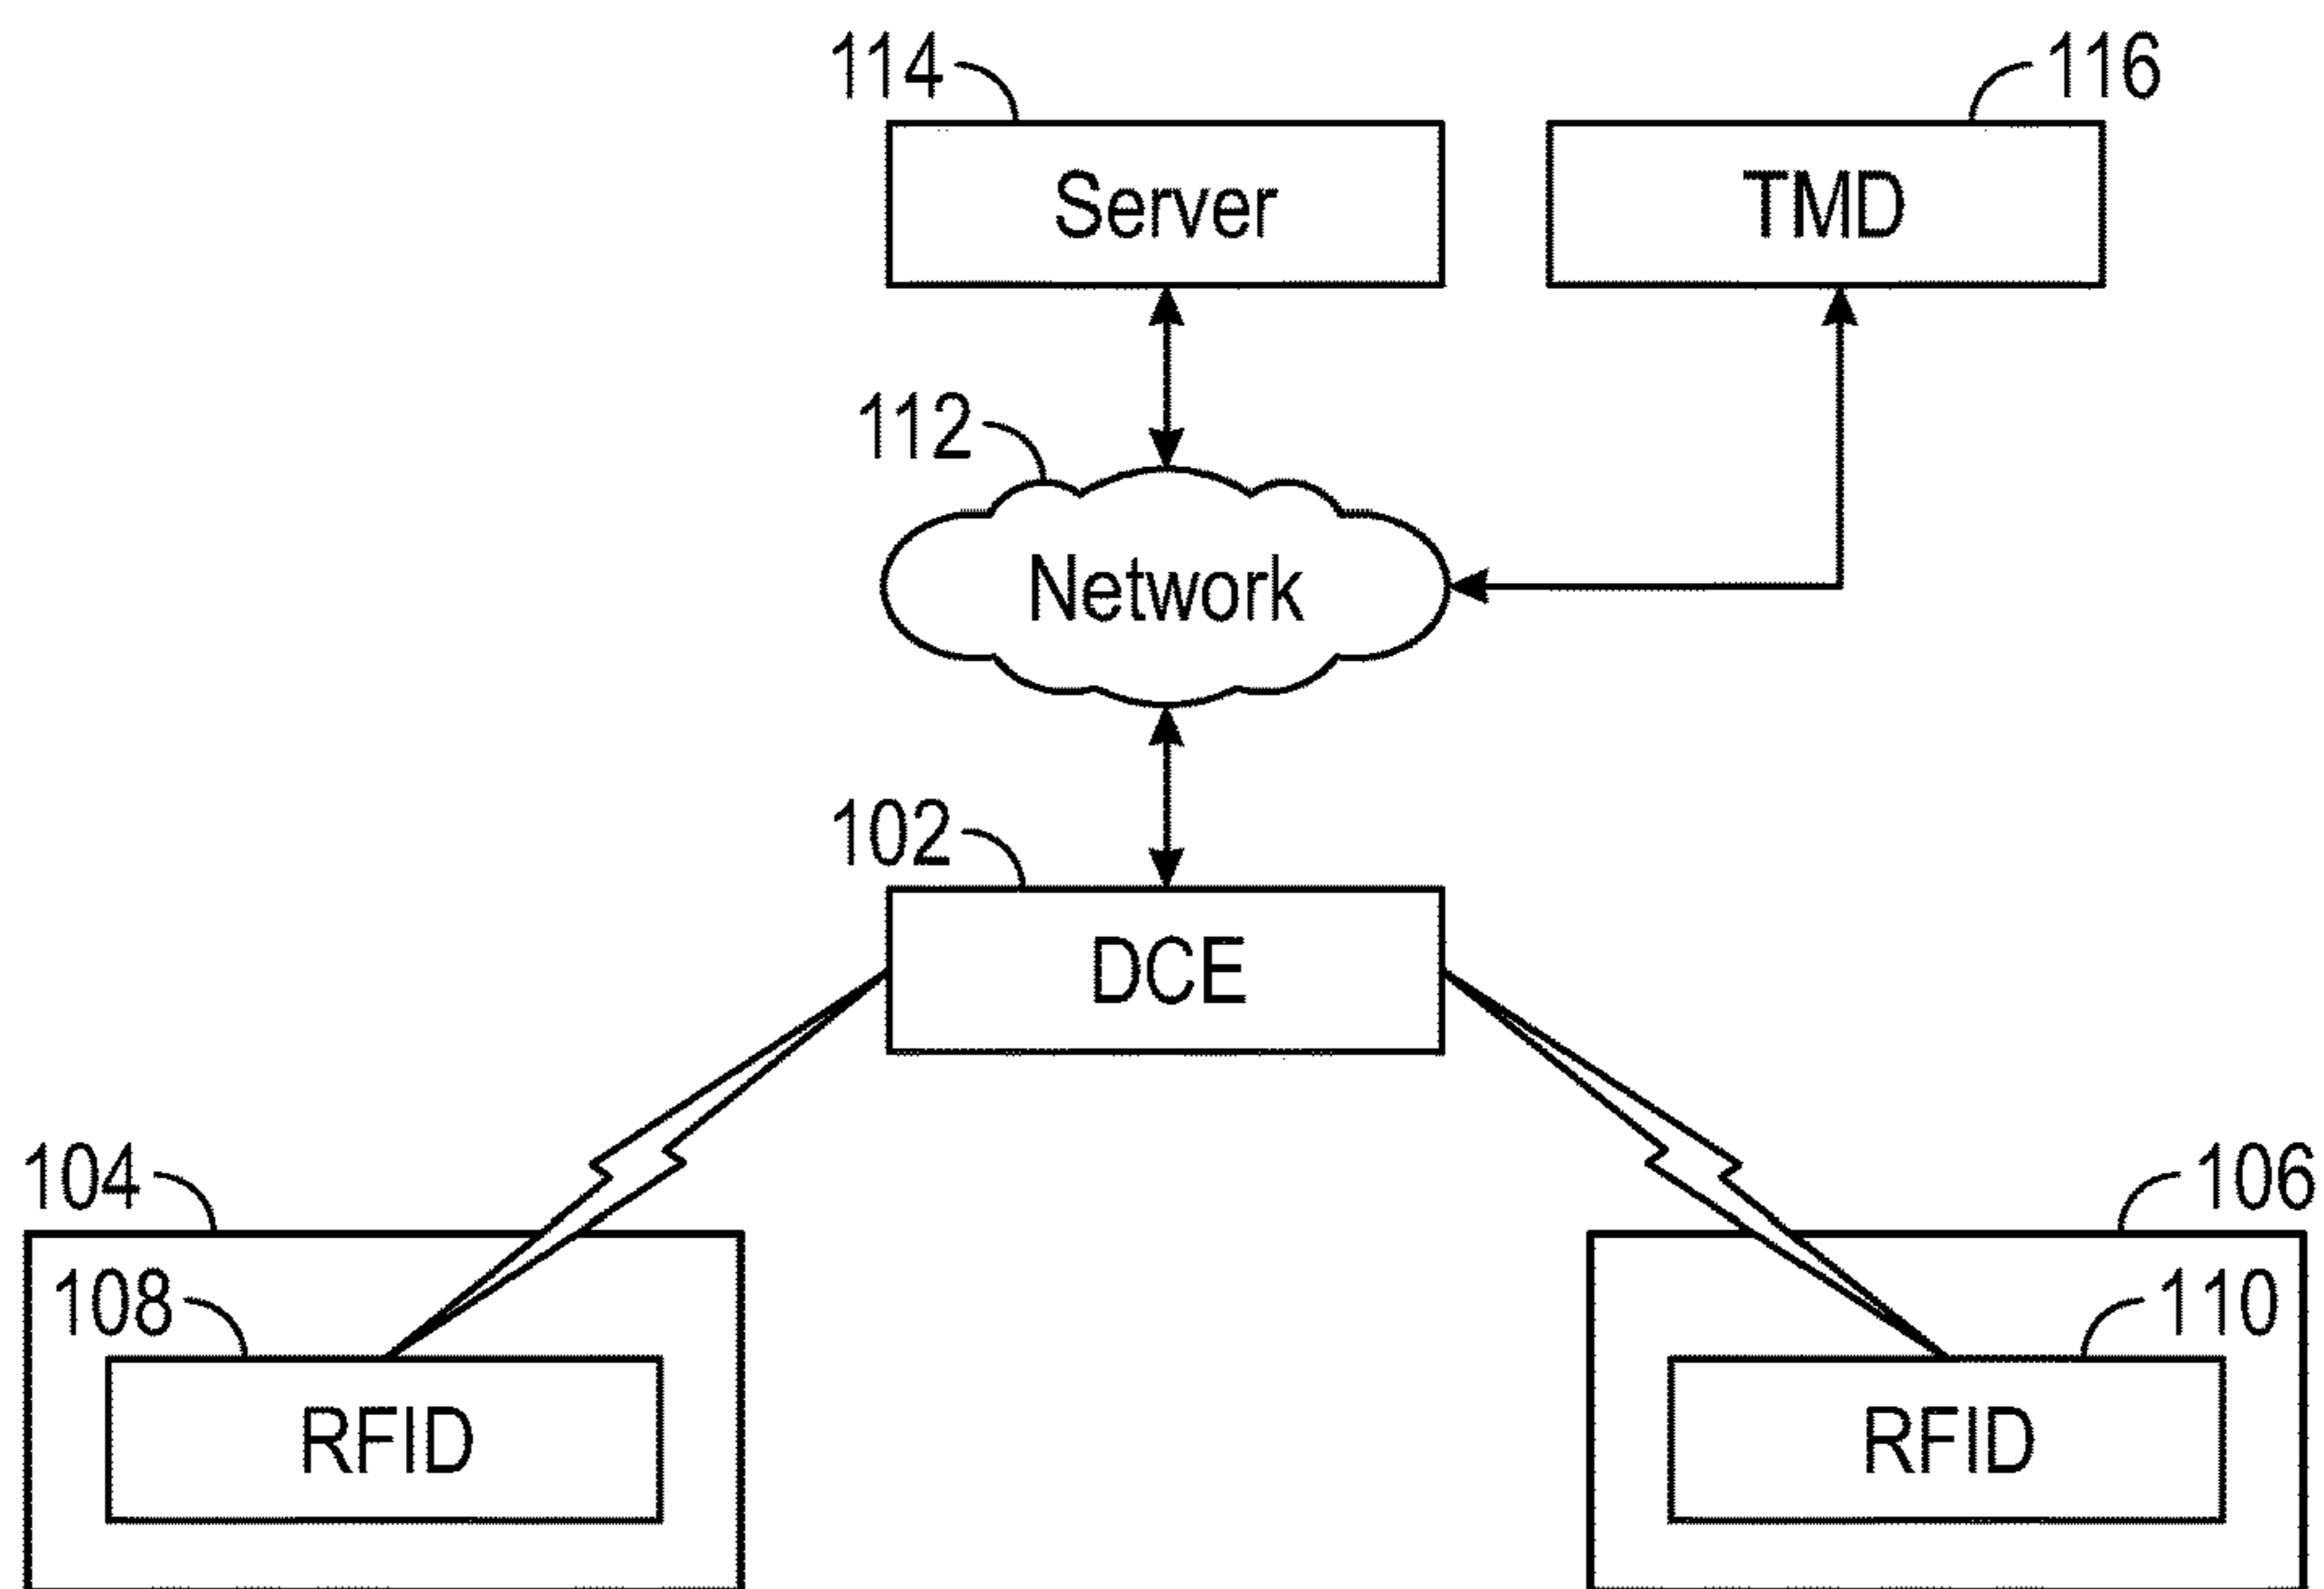 114
116
Server
TMD
112
Network
102
DCE
104
106
108
110
RFID
RFID